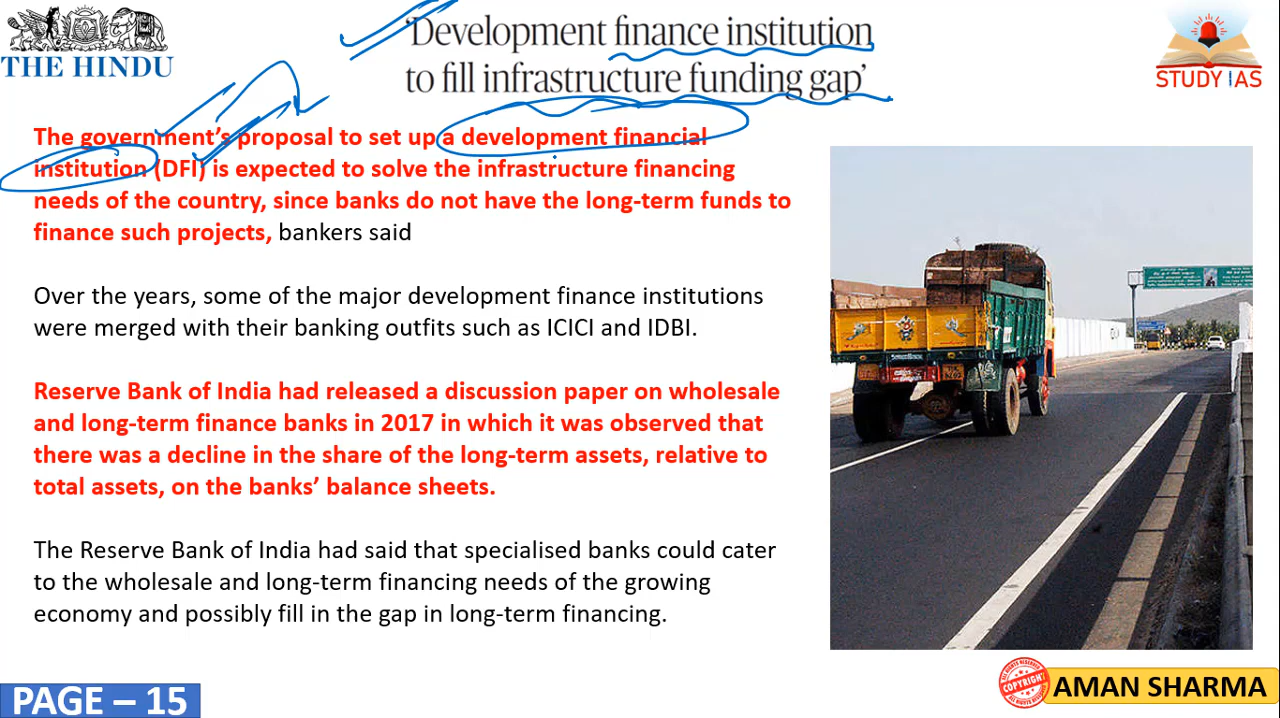 THE HINDU
‘Development finance institution
to fill infrastructure funding gap’
STUDY IAS
The government’s proposal to set up a development financial
institution (DFI) is expected to solve the infrastructure financing
needs of the country, since banks do not have the long-term funds to
finance such projects, bankers said
Over the years, some of the major development finance institutions
were merged with their banking outfits such as ICICI and IDBI.
Reserve Bank of India had released a discussion paper on wholesale
and long-term finance banks in 2017 in which it was observed that
there was a decline in the share of the long-term assets, relative to
total assets, on the banks’ balance sheets.
The Reserve Bank of India had said that specialised banks could cater
to the wholesale and long-term financing needs of the growing
economy and possibly fill in the gap in long-term financing.
PAGE – 15
COPYRIGHT
AMAN SHARMA